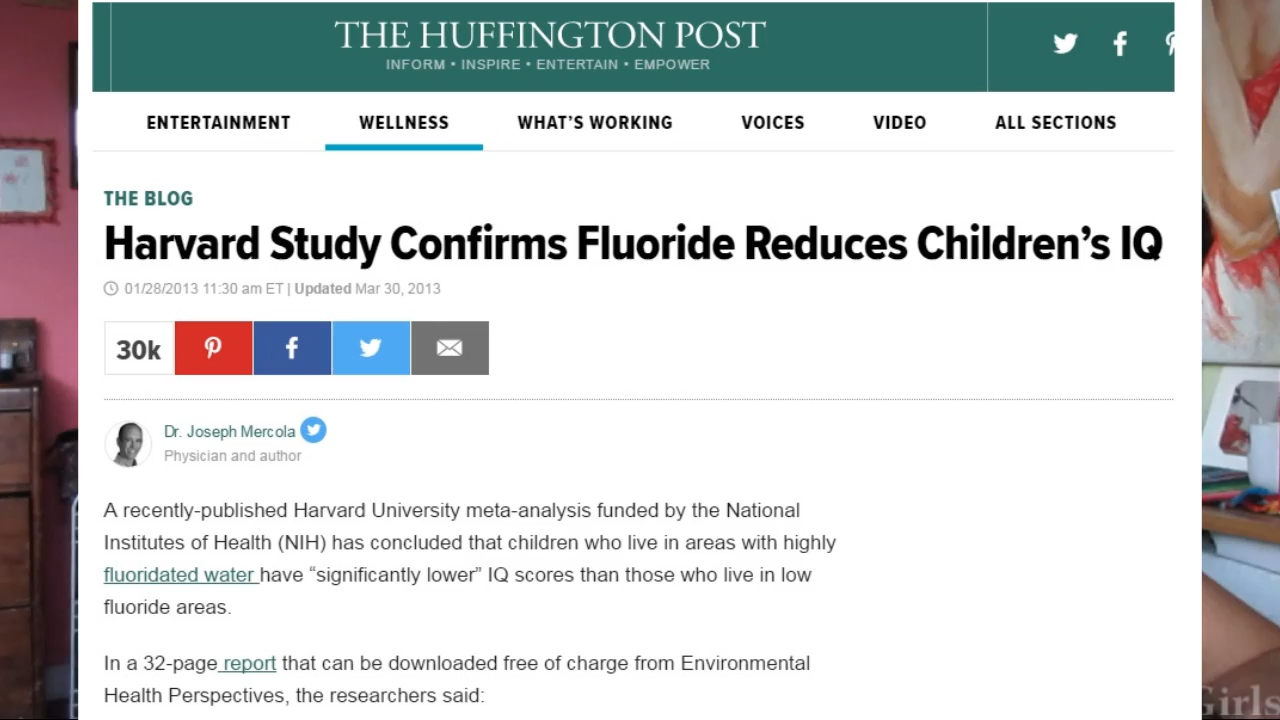 THE HUFFINGTON POST
INFORM • INSPIRE • ENTERTAIN • EMPOWER
ENTERTAINMENT WELLNESS WHAT'S WORKING VOICES VIDEO ALL SECTIONS
THE BLOG
Harvard Study Confirms Fluoride Reduces Children's IQ
01/28/2013 11:30 am ET | Updated Mar 30, 2013
30k
Dr. Joseph Mercola
Physician and author
A recently-published Harvard University meta-analysis funded by the National
Institutes of Health (NIH) has concluded that children who live in areas with highly
fluoridated water have “significantly lower” IQ scores than those who live in low
fluoride areas.
In a 32-page report that can be downloaded free of charge from Environmental
Health Perspectives, the researchers said:
Girls